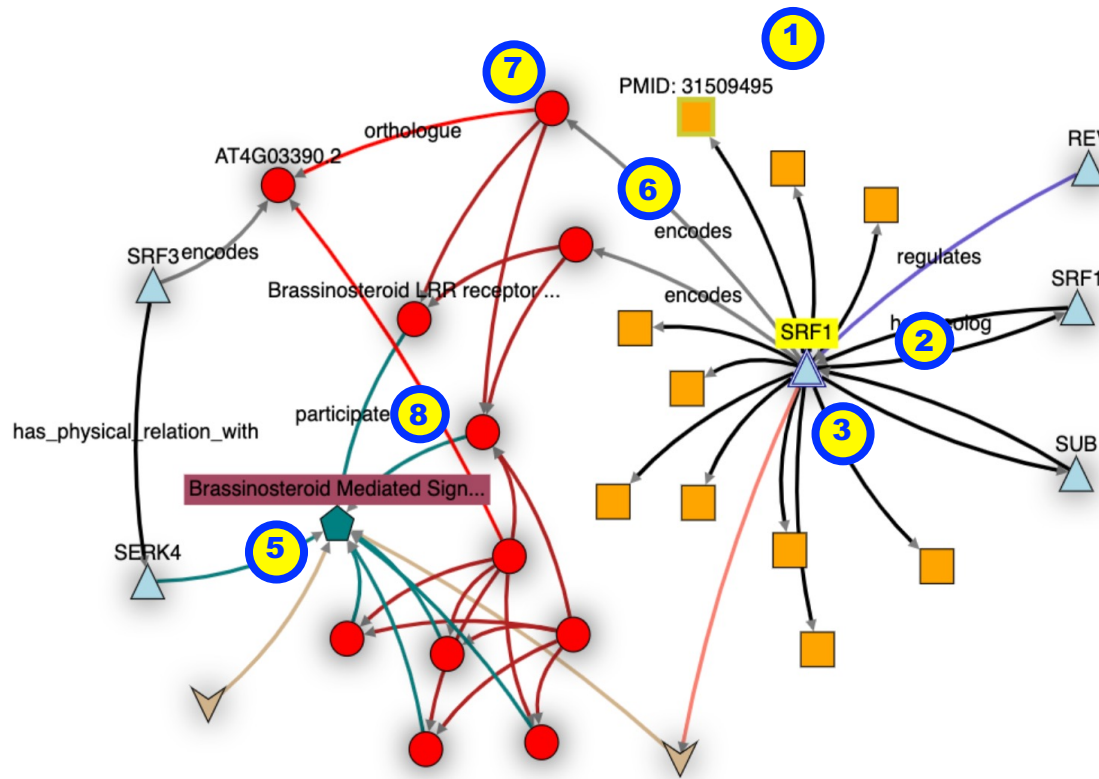 1
7
PMID: 31509495
orthologue
AT4G03390.2
6
encodes
SRF3
encodes
regulates
REV
SRF1
Brassinosteroid LRR receptor ...
encodes
SRF1
2
participate
8
3
has_physical_relation_with
SUB
Brassinosteroid Mediated Sign...
5
SERK4